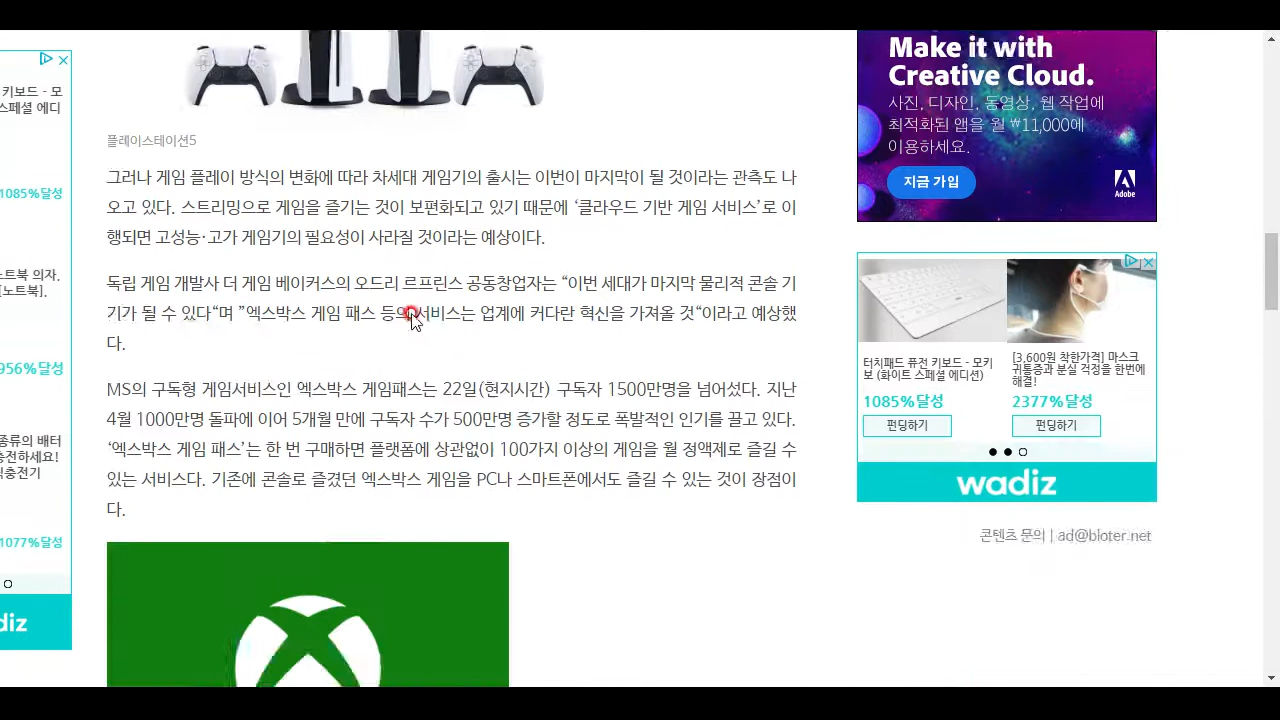 키보드 - 모
스페셜 에디
1085%달성
노트북 의자.
[노트북].
956%달성
종류의 배터
충전하세요!
식충전기
1077%달성
diz
플레이스테이션5
그러나 게임 플레이 방식의 변화에 따라 차세대 게임기의 출시는 이번이 마지막이 될 것이라는 관측도 나
오고 있다. 스트리밍으로 게임을 즐기는 것이 보편화되고 있기 때문에 ‘클라우드 기반 게임 서비스’로 이
행되면 고성능·고가 게임기의 필요성이 사라질 것이라는 예상이다.
독립 게임 개발사 더 게임 베이커스의 오드리 르프린스 공동창업자는 “이번 세대가 마지막 물리적 콘솔 기
기가 될 수 있다“며 ”엑스박스 게임 패스 등의 서비스는 업계에 커다란 혁신을 가져올 것“이라고 예상했
다.
MS의 구독형 게임서비스인 엑스박스 게임패스는 22일(현지시간) 구독자 1500만명을 넘어섰다. 지난
4월 1000만명 돌파에 이어 5개월 만에 구독자 수가 500만명 증가할 정도로 폭발적인 인기를 끌고 있다.
‘엑스박스 게임 패스’는 한 번 구매하면 플랫폼에 상관없이 100가지 이상의 게임을 월 정액제로 즐길 수
있는 서비스다. 기존에 콘솔로 즐겼던 엑스박스 게임을 PC나 스마트폰에서도 즐길 수 있는 것이 장점이
다.
Make it with
Creative Cloud.
사진, 디자인, 동영상, 웹 작업에
최적화된 앱을 월 ₩11,000에
이용하세요.
지금 가입
Adobe
터치패드 퓨전 키보드 - 모키
보 (화이트 스페셜 에디션)
1085%달성
펀딩하기
[3,600원 착한가격] 마스크
귀통증과 분실 걱정을 한번에
해결!
2377%달성
펀딩하기
wadiz
콘텐츠 문의 | ad@bloter.net